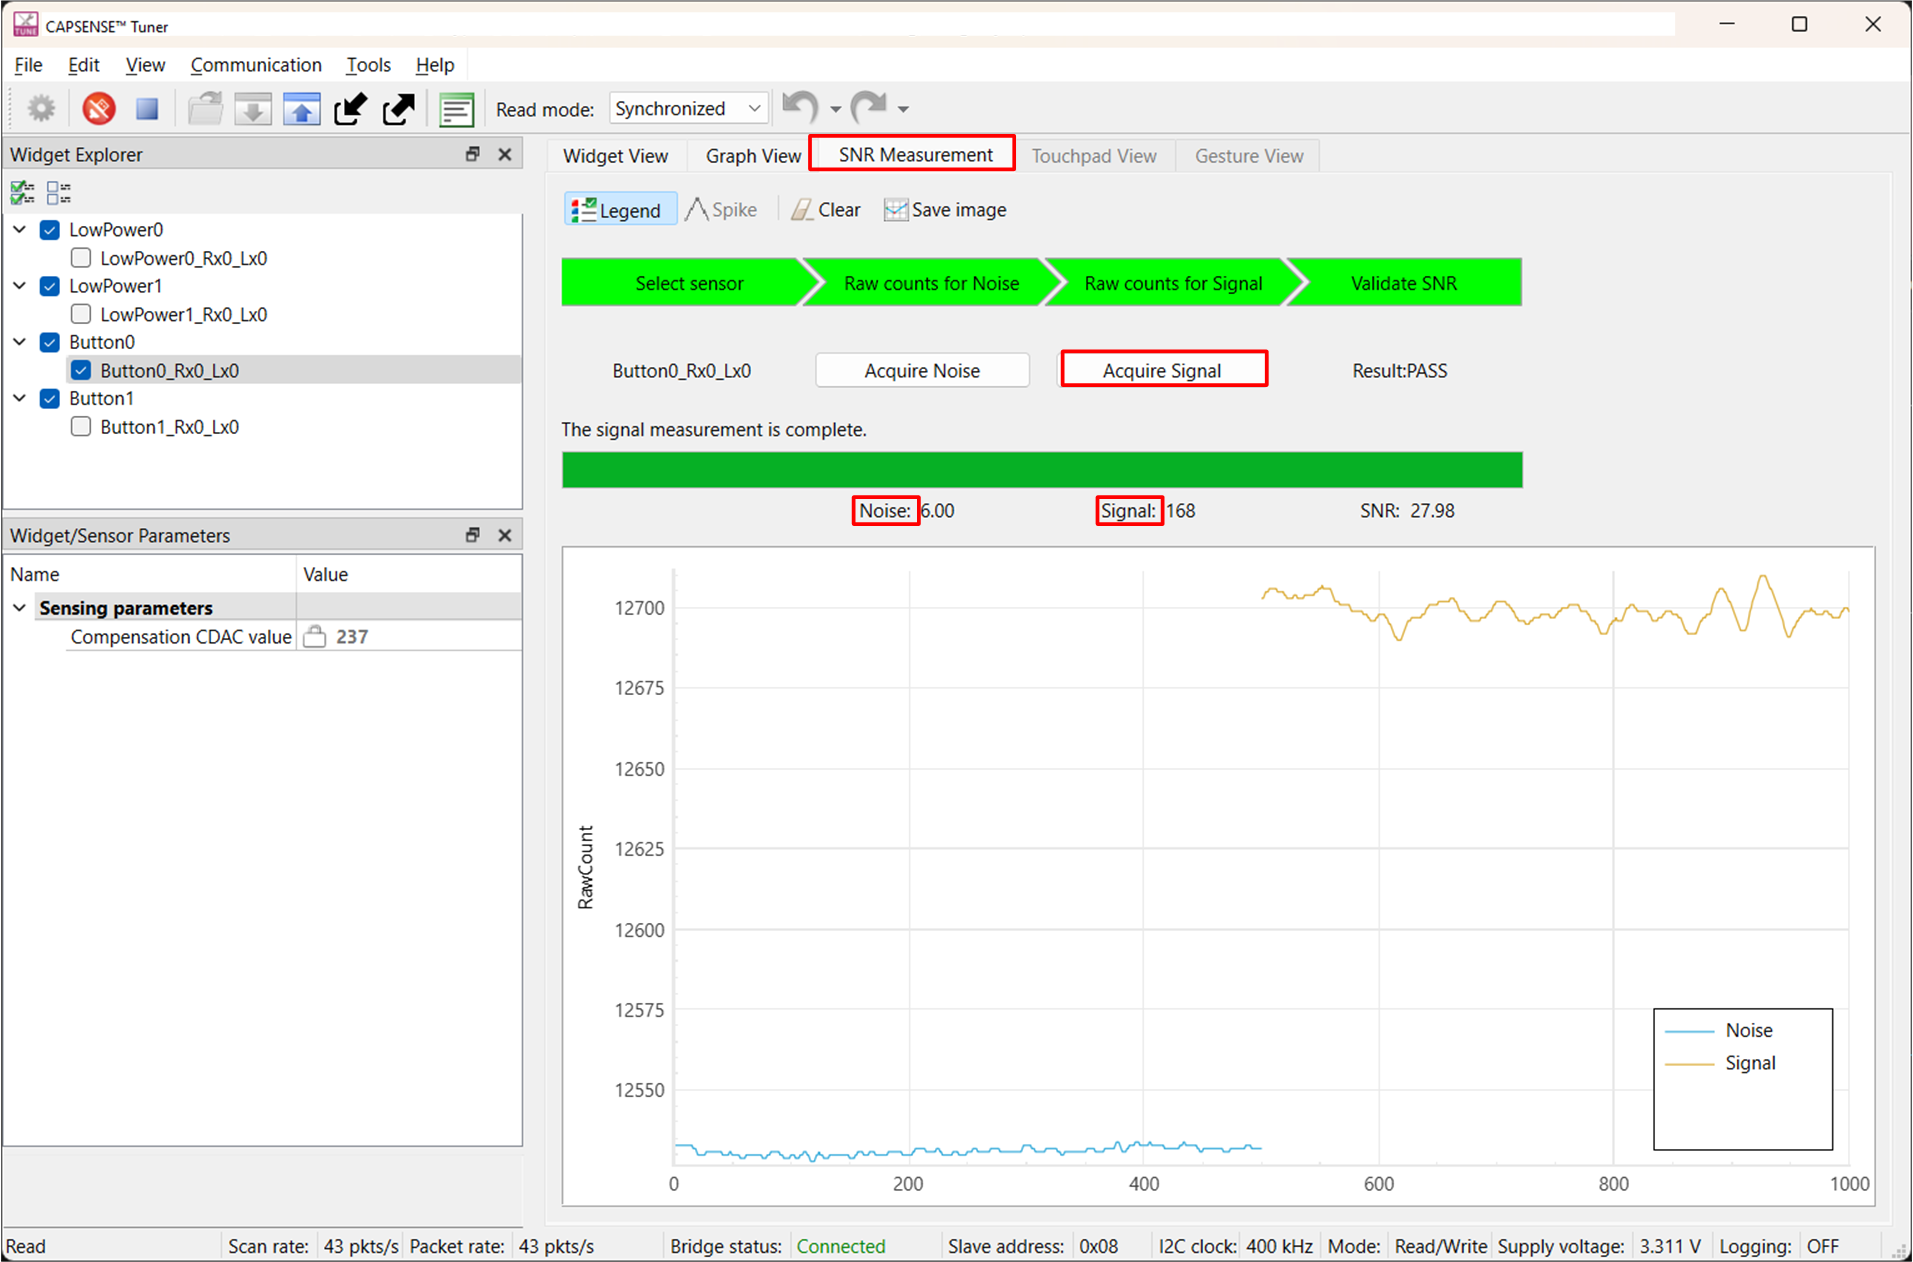 CAPSENSE™ Tuner
File Edit View Communication Tools Help
Read mode: Synchronized
Widget Explorer
LowPower0
LowPower0_Rx0_Lx0
LowPower1
LowPower1_Rx0_Lx0
Button0
Button0_Rx0_Lx0
Button1
Button1_Rx0_Lx0
Widget/Sensor Parameters
Name Value
Sensing parameters
Compensation CDAC value 237
Widget View Graph View SNR Measurement Touchpad View Gesture View
Legend Spike Clear Save image
Select sensor Raw counts for Noise Raw counts for Signal Validate SNR
Button0_Rx0_Lx0 Acquire Noise Acquire Signal Result:PASS
The signal measurement is complete.
Noise: 6.00 Signal: 168 SNR: 27.98
RawCount
12700
12675
12650
12625
12600
12575
12550
0 200 400 600 800 1000
Noise
Signal
Read Scan rate: 43 pkts/s Packet rate: 43 pkts/s Bridge status: Connected Slave address: 0x08 I2C clock: 400 kHz Mode: Read/Write Supply voltage: 3.311 V Logging: OFF